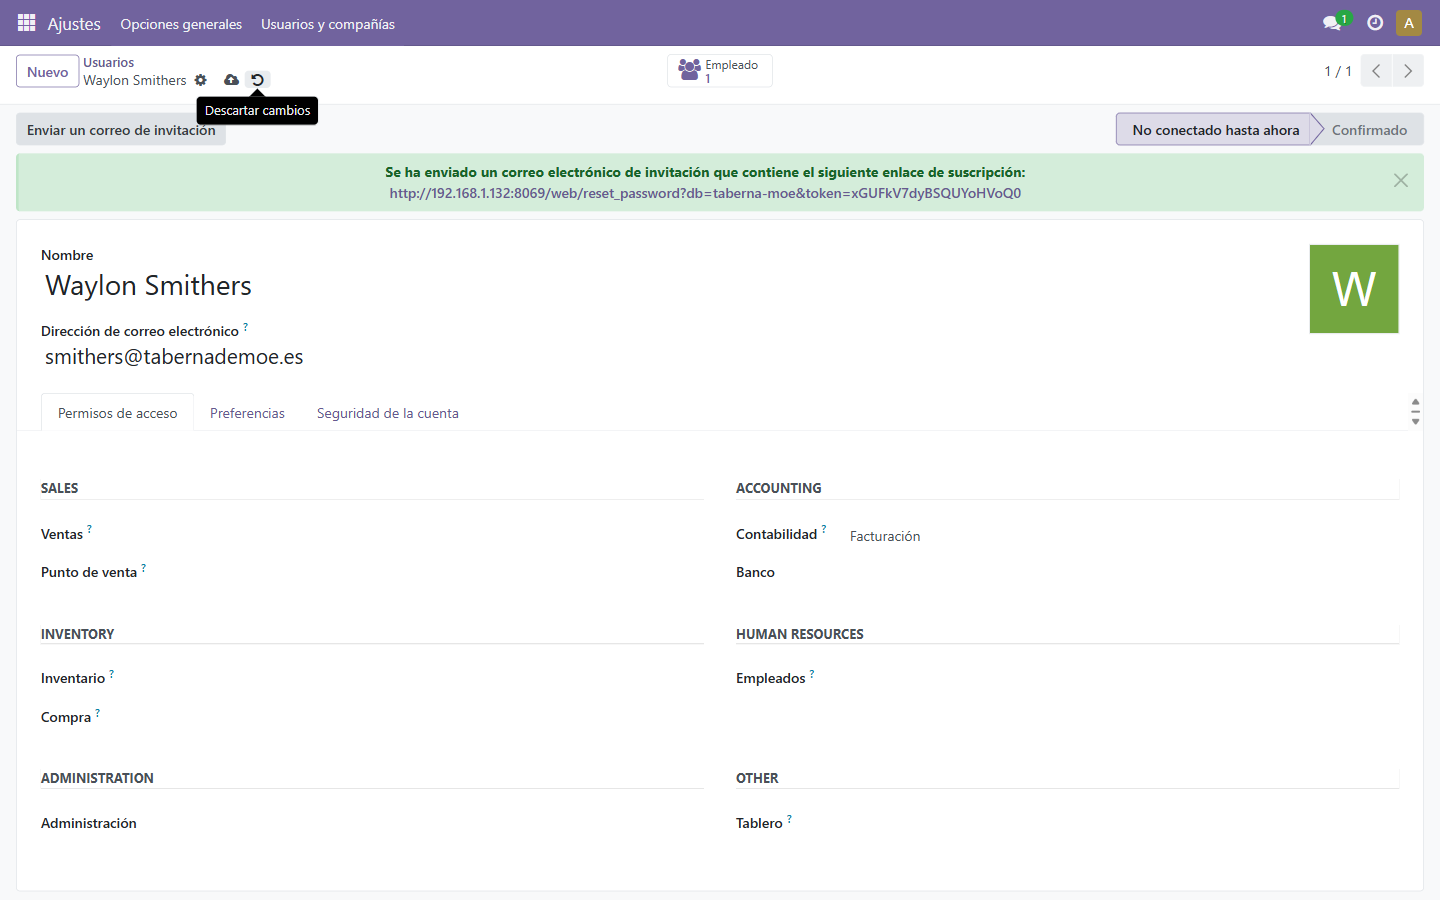 Ajustes
Opciones generales
Usuarios y compañías
1
A
Nuevo
Usuarios
Waylon Smithers
Empleado
1
1 / 1
Descartar cambios
Enviar un correo de invitación
No conectado hasta ahora
Confirmado
Se ha enviado un correo electrónico de invitación que contiene el siguiente enlace de suscripción:
http://192.168.1.132:8069/web/reset_password?db=taberna-moe&token=xGUFkV7dyBSQUYoHVoQ0
Nombre
Waylon Smithers
W
Dirección de correo electrónico ?
smithers@tabernademoe.es
Permisos de acceso
Preferencias
Seguridad de la cuenta
SALES
Ventas ?
Punto de venta ?
ACCOUNTING
Contabilidad ? Facturación
Banco
INVENTORY
Inventario ?
Compra ?
HUMAN RESOURCES
Empleados ?
ADMINISTRATION
Administración
OTHER
Tablero ?